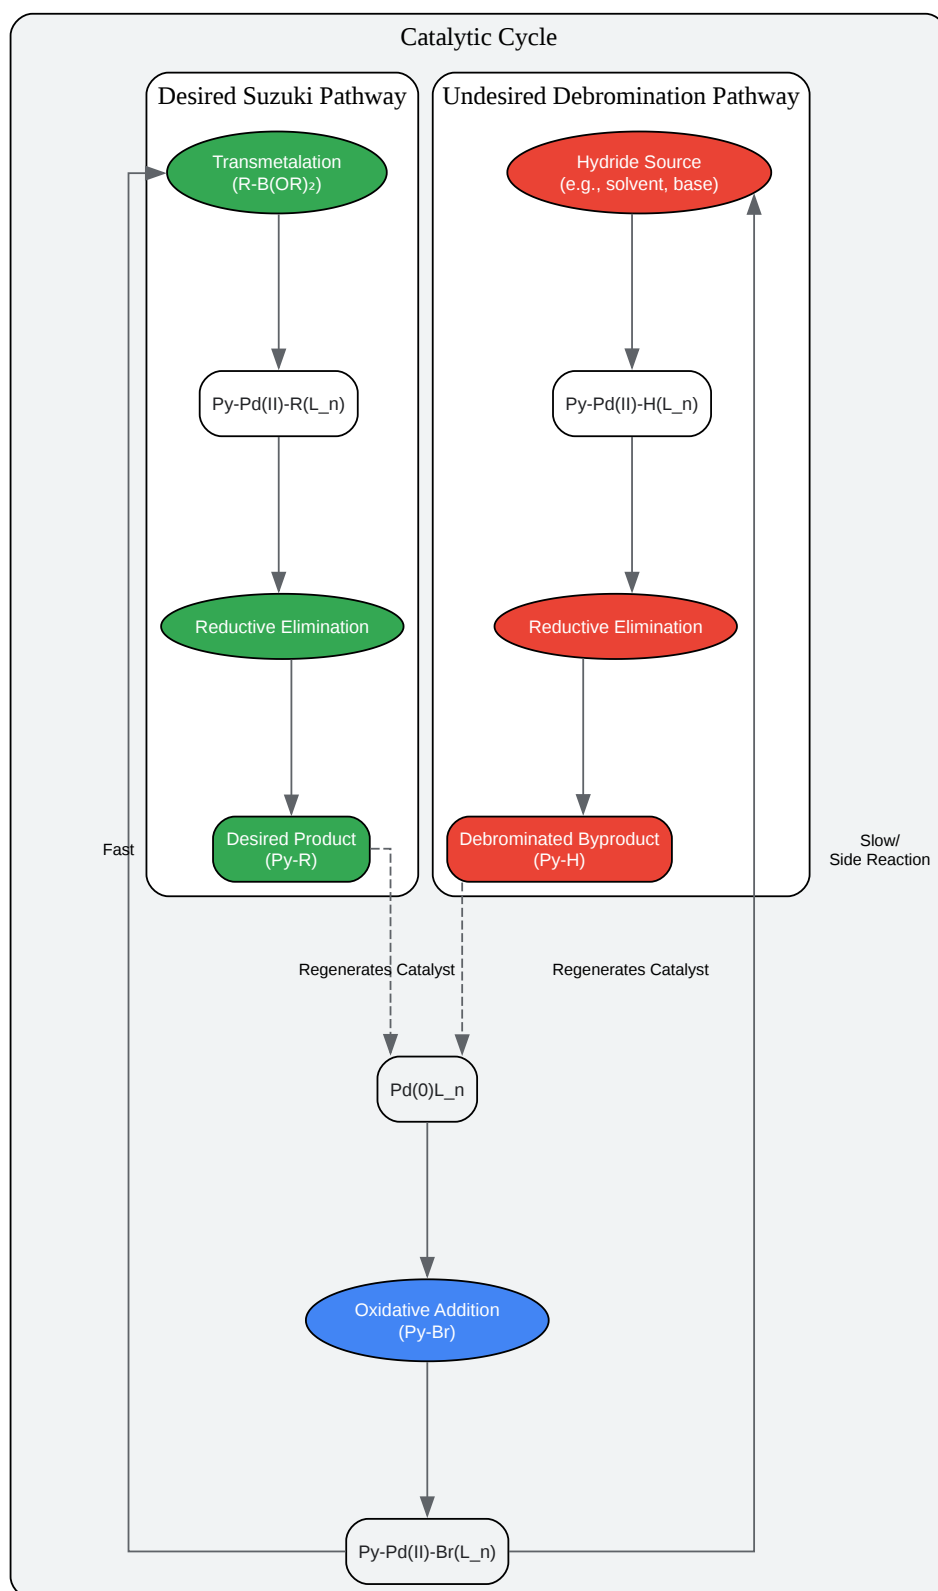 Catalytic Cycle
Desired Suzuki Pathway
Undesired Debromination Pathway
Transmetalation
(R-B(OR)₂)
Hydride Source
(e.g., solvent, base)
Py-Pd(II)-R(L_n)
Py-Pd(II)-H(L_n)
Reductive Elimination
Reductive Elimination
Desired Product
(Py-R)
Debrominated Byproduct
(Py-H)
Fast
Slow/
Side Reaction
Regenerates Catalyst
Regenerates Catalyst
Pd(0)L_n
Oxidative Addition
(Py-Br)
Py-Pd(II)-Br(L_n)